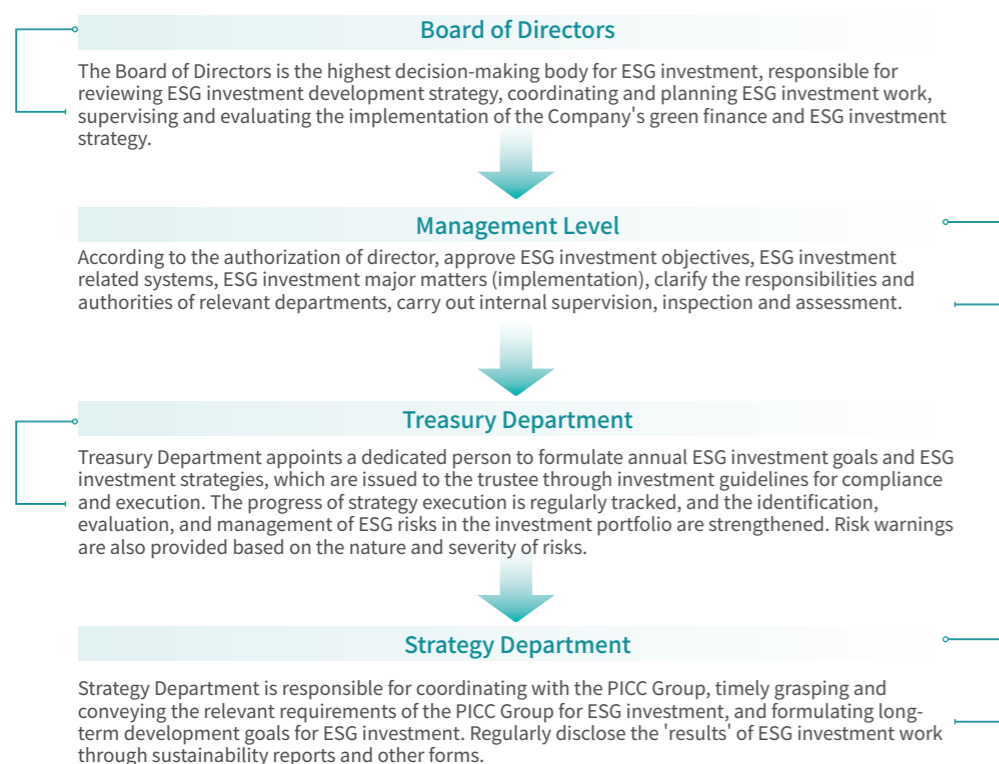 Board of Directors
The Board of Directors is the highest decision-making body for ESG investment, responsible for
reviewing ESG investment development strategy, coordinating and planning ESG investment work,
supervising and evaluating the implementation of the Company's green finance and ESG investment
strategy.
Management Level
According to the authorization of director, approve ESG investment objectives, ESG investment
related systems, ESG investment major matters (implementation), clarify the responsibilities and
authorities of relevant departments, carry out internal supervision, inspection and assessment.
Treasury Department
Treasury Department appoints a dedicated person to formulate annual ESG investment goals and ESG
investment strategies, which are issued to the trustee through investment guidelines for compliance
and execution. The progress of strategy execution is regularly tracked, and the identification,
evaluation, and management of ESG risks in the investment portfolio are strengthened. Risk warnings
are also provided based on the nature and severity of risks.
Strategy Department
Strategy Department is responsible for coordinating with the PICC Group, timely grasping and
conveying the relevant requirements of the PICC Group for ESG investment, and formulating long-
term development goals for ESG investment. Regularly disclose the 'results' of ESG investment work
through sustainability reports and other forms.